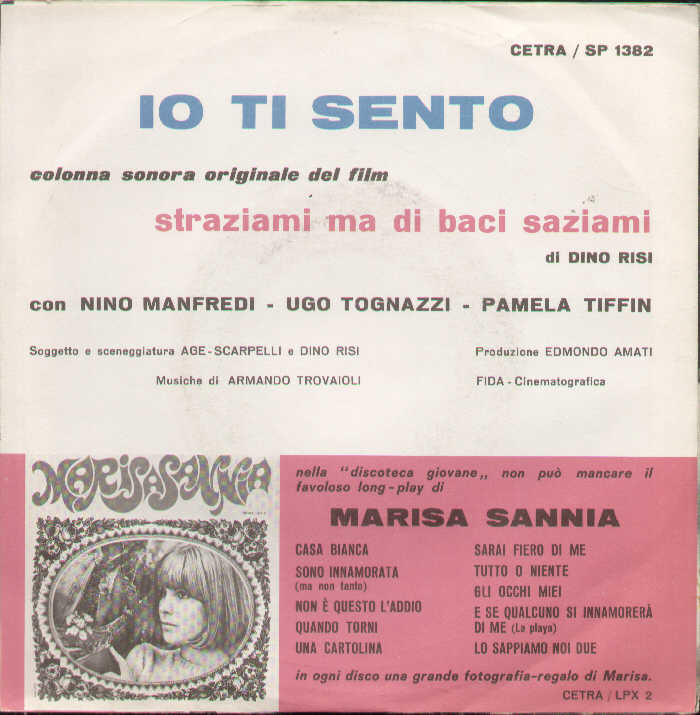 CETRA / SP 1382
IO TI SENTO
colonna sonora originale del film
straziami ma di baci saziami
di DINO RISI
con NINO MANFREDI - UGO TOGNAZZI - PAMELA TIFFIN
Soggetto e sceneggiatura AGE-SCARPELLI e DINO RISI
Produzione EDMONDO AMATI
Musiche di ARMANDO TROVAIOLI
FIDA - Cinematografica
MARISA SANNIA
nella "discoteca giovane„ non può mancare il
favoloso long-play di
MARISA SANNIA
CASA BIANCA
SONO INNAMORATA
(ma non tanto)
NON È QUESTO L'ADDIO
QUANDO TORNI
UNA CARTOLINA
SARAI FIERO DI ME
TUTTO O NIENTE
GLI OCCHI MIEI
E SE QUALCUNO SI INNAMORERÀ
DI ME (La playa)
LO SAPPIAMO NOI DUE
in ogni disco una grande fotografia-regalo di Marisa.
CETRA / LPX 2